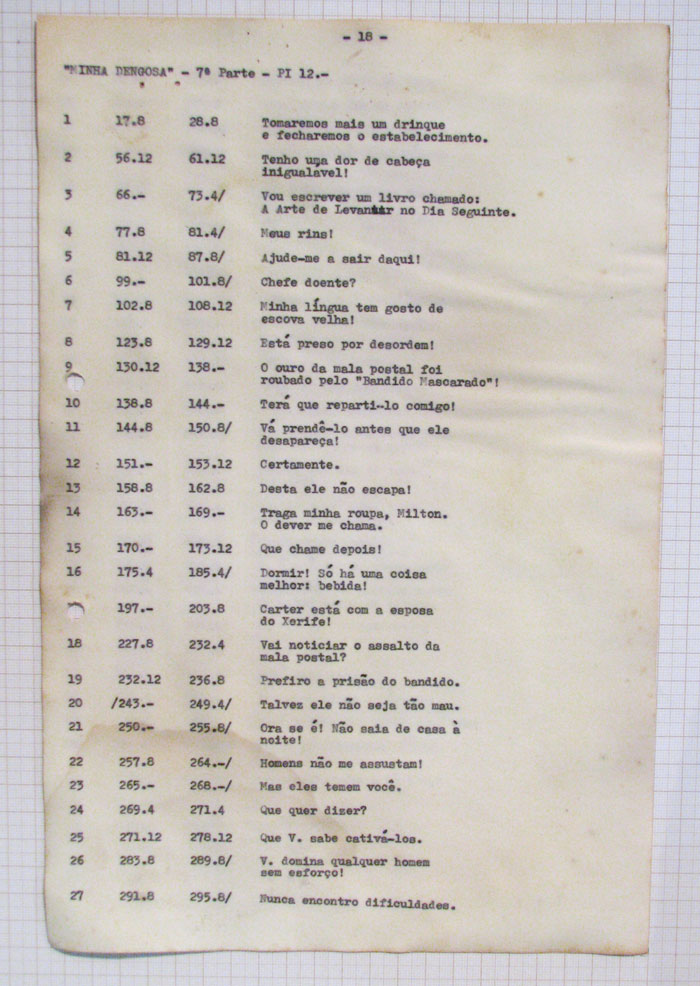 - 18 -
"MINHA DENGOSA" - 7ª Parte - PI 12.-
1 17.8 28.8 Tomaremos mais um drinque
e fecharemos o estabelecimento.
2 56.12 61.12 Tenho uma dor de cabeça
inigualavel!
3 66.- 73.4/ Vou escrever um livro chamado:
A Arte de Levantar no Dia Seguinte.
4 77.8 81.4/ Meus rins!
5 81.12 87.8/ Ajude-me a sair daqui!
6 99.- 101.8/ Chefe doente?
7 102.8 108.12 Minha língua tem gosto de
escova velha!
8 123.8 129.12 Está preso por desordem!
9 130.12 138.- O ouro da mala postal foi
roubado pelo "Bandido Mascarado"!
10 138.8 144.- Terá que reparti-lo comigo!
11 144.8 150.8/ Vá prendê-lo antes que ele
desapareça!
12 151.- 153.12 Certamente.
13 158.8 162.8 Desta ele não escapa!
14 163.- 169.- Traga minha roupa, Milton.
O dever me chama.
15 170.- 173.12 Que chame depois!
16 175.4 185.4/ Dormir! Só há uma coisa
melhor: bebida!
197.- 203.8 Carter está com a esposa
do Xerife!
18 227.8 232.4 Vai noticiar o assalto da
mala postal?
19 232.12 236.8 Prefiro a prisão do bandido.
20 /243.- 249.4/ Talvez ele não seja tão mau.
21 250.- 255.8/ Ora se é! Não saia de casa à
noite!
22 257.8 264.-/ Homens não me assustam!
23 265.- 268.-/ Mas eles temem você.
24 269.4 271.4 Que quer dizer?
25 271.12 278.12 Que V. sabe cativá-los.
26 283.8 289.8/ V. domina qualquer homem
sem esforço!
27 291.8 295.8/ Nunca encontro dificuldades.